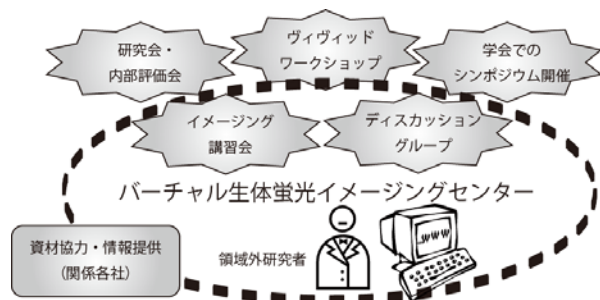 研究会・
内部評価会
ヴィヴィッド
ワークショップ
学会での
シンポジウム開催
イメージング
講習会
ディスカッション
グループ
バーチャル生体蛍光イメージングセンター
資材協力・情報提供
(関係各社)
領域外研究者
WWW